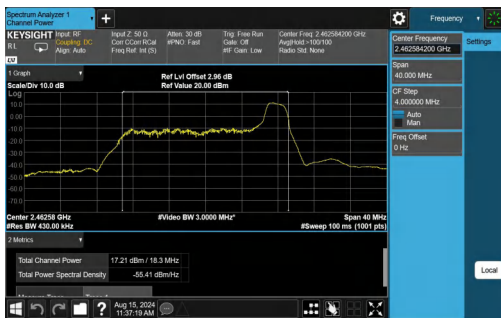 Spectrum Analyzer 1
Channel Power
Frequency
KEYSIGHT
Input: RF
Coupling: DC
Align: Auto
Input Z: 50 Ω
Corr CCorr RCal
Freq Ref: Int (S)
Atten: 30 dB
#PNO: Fast
Trig: Free Run
Gate: Off
#IF Gain: Low
Center Freq: 2.462584200 GHz
Avg|Hold:>100/100
Radio Std: None
RL
LW
Center Frequency
2.462584200 GHz
Settings
Span
40.000 MHz
CF Step
4.000000 MHz
Auto
Man
Freq Offset
0 Hz
1 Graph
Scale/Div 10.0 dB
Ref Lvl Offset 2.96 dB
Ref Value 20.00 dBm
Log
10.0
0.00
-10.0
-20.0
-30.0
-40.0
-50.0
-60.0
-70.0
Center 2.46258 GHz
#Res BW 430.00 kHz
#Video BW 3.0000 MHz*
Span 40 MHz
#Sweep 100 ms (1001 pts)
2 Metrics
Total Channel Power 17.21 dBm / 18.3 MHz
Total Power Spectral Density -55.41 dBm/Hz
Local
?
Aug 15, 2024
11:37:19 AM